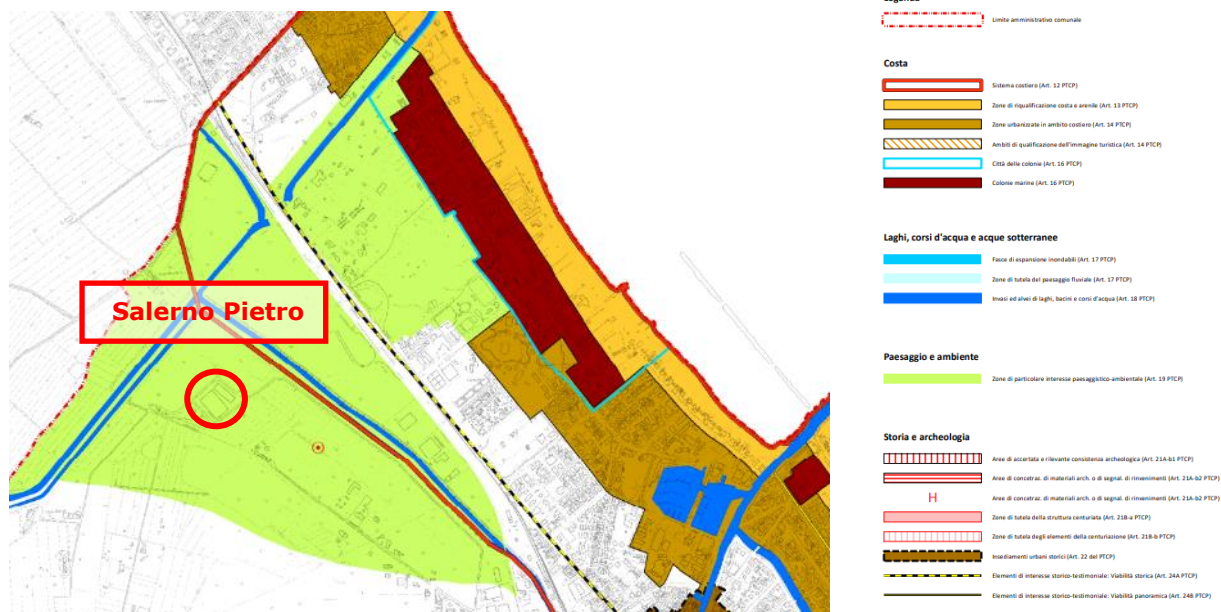 Legenda
Limite amministrativo comunale
Costa
Sistema costiero (Art. 12 PTCP)
Zone di riqualificazione costa e arenile (Art. 13 PTCP)
Zone urbanizzate in ambito costiero (Art. 14 PTCP)
Ambiti di qualificazione dell'immagine turistica (Art. 14 PTCP)
Città delle colonie (Art. 16 PTCP)
Colonie marine (Art. 16 PTCP)
Laghi, corsi d'acqua e acque sotterranee
Fasce di espansione inondabili (Art. 17 PTCP)
Zone di tutela del paesaggio fluviale (Art. 17 PTCP)
Invasi ed alvei di laghi, bacini e corsi d'acqua (Art. 18 PTCP)
Salerno Pietro
Paesaggio e ambiente
Zone di particolare interesse paesaggistico-ambientale (Art. 19 PTCP)
Storia e archeologia
Aree di accertata e rilevante consistenza archeologica (Art. 21A-b1 PTCP)
Aree di concatraz. di materiali arch. o di segnal. di rinvenimenti (Art. 21A-b2 PTCP)
H
Aree di concatraz. di materiali arch. o di segnal. di rinvenimenti (Art. 21A-b2 PTCP)
Zone di tutela della struttura centuriata (Art. 21B-a PTCP)
Zone di tutela degli elementi della centuriazione (Art. 21B-b PTCP)
Insediamenti urbani storici (Art. 22 del PTCP)
Elementi di interesse storico-testimoniale: Viabilità storica (Art. 24A PTCP)
Elementi di interesse storico-testimoniale: Viabilità panoramica (Art. 24B PTCP)